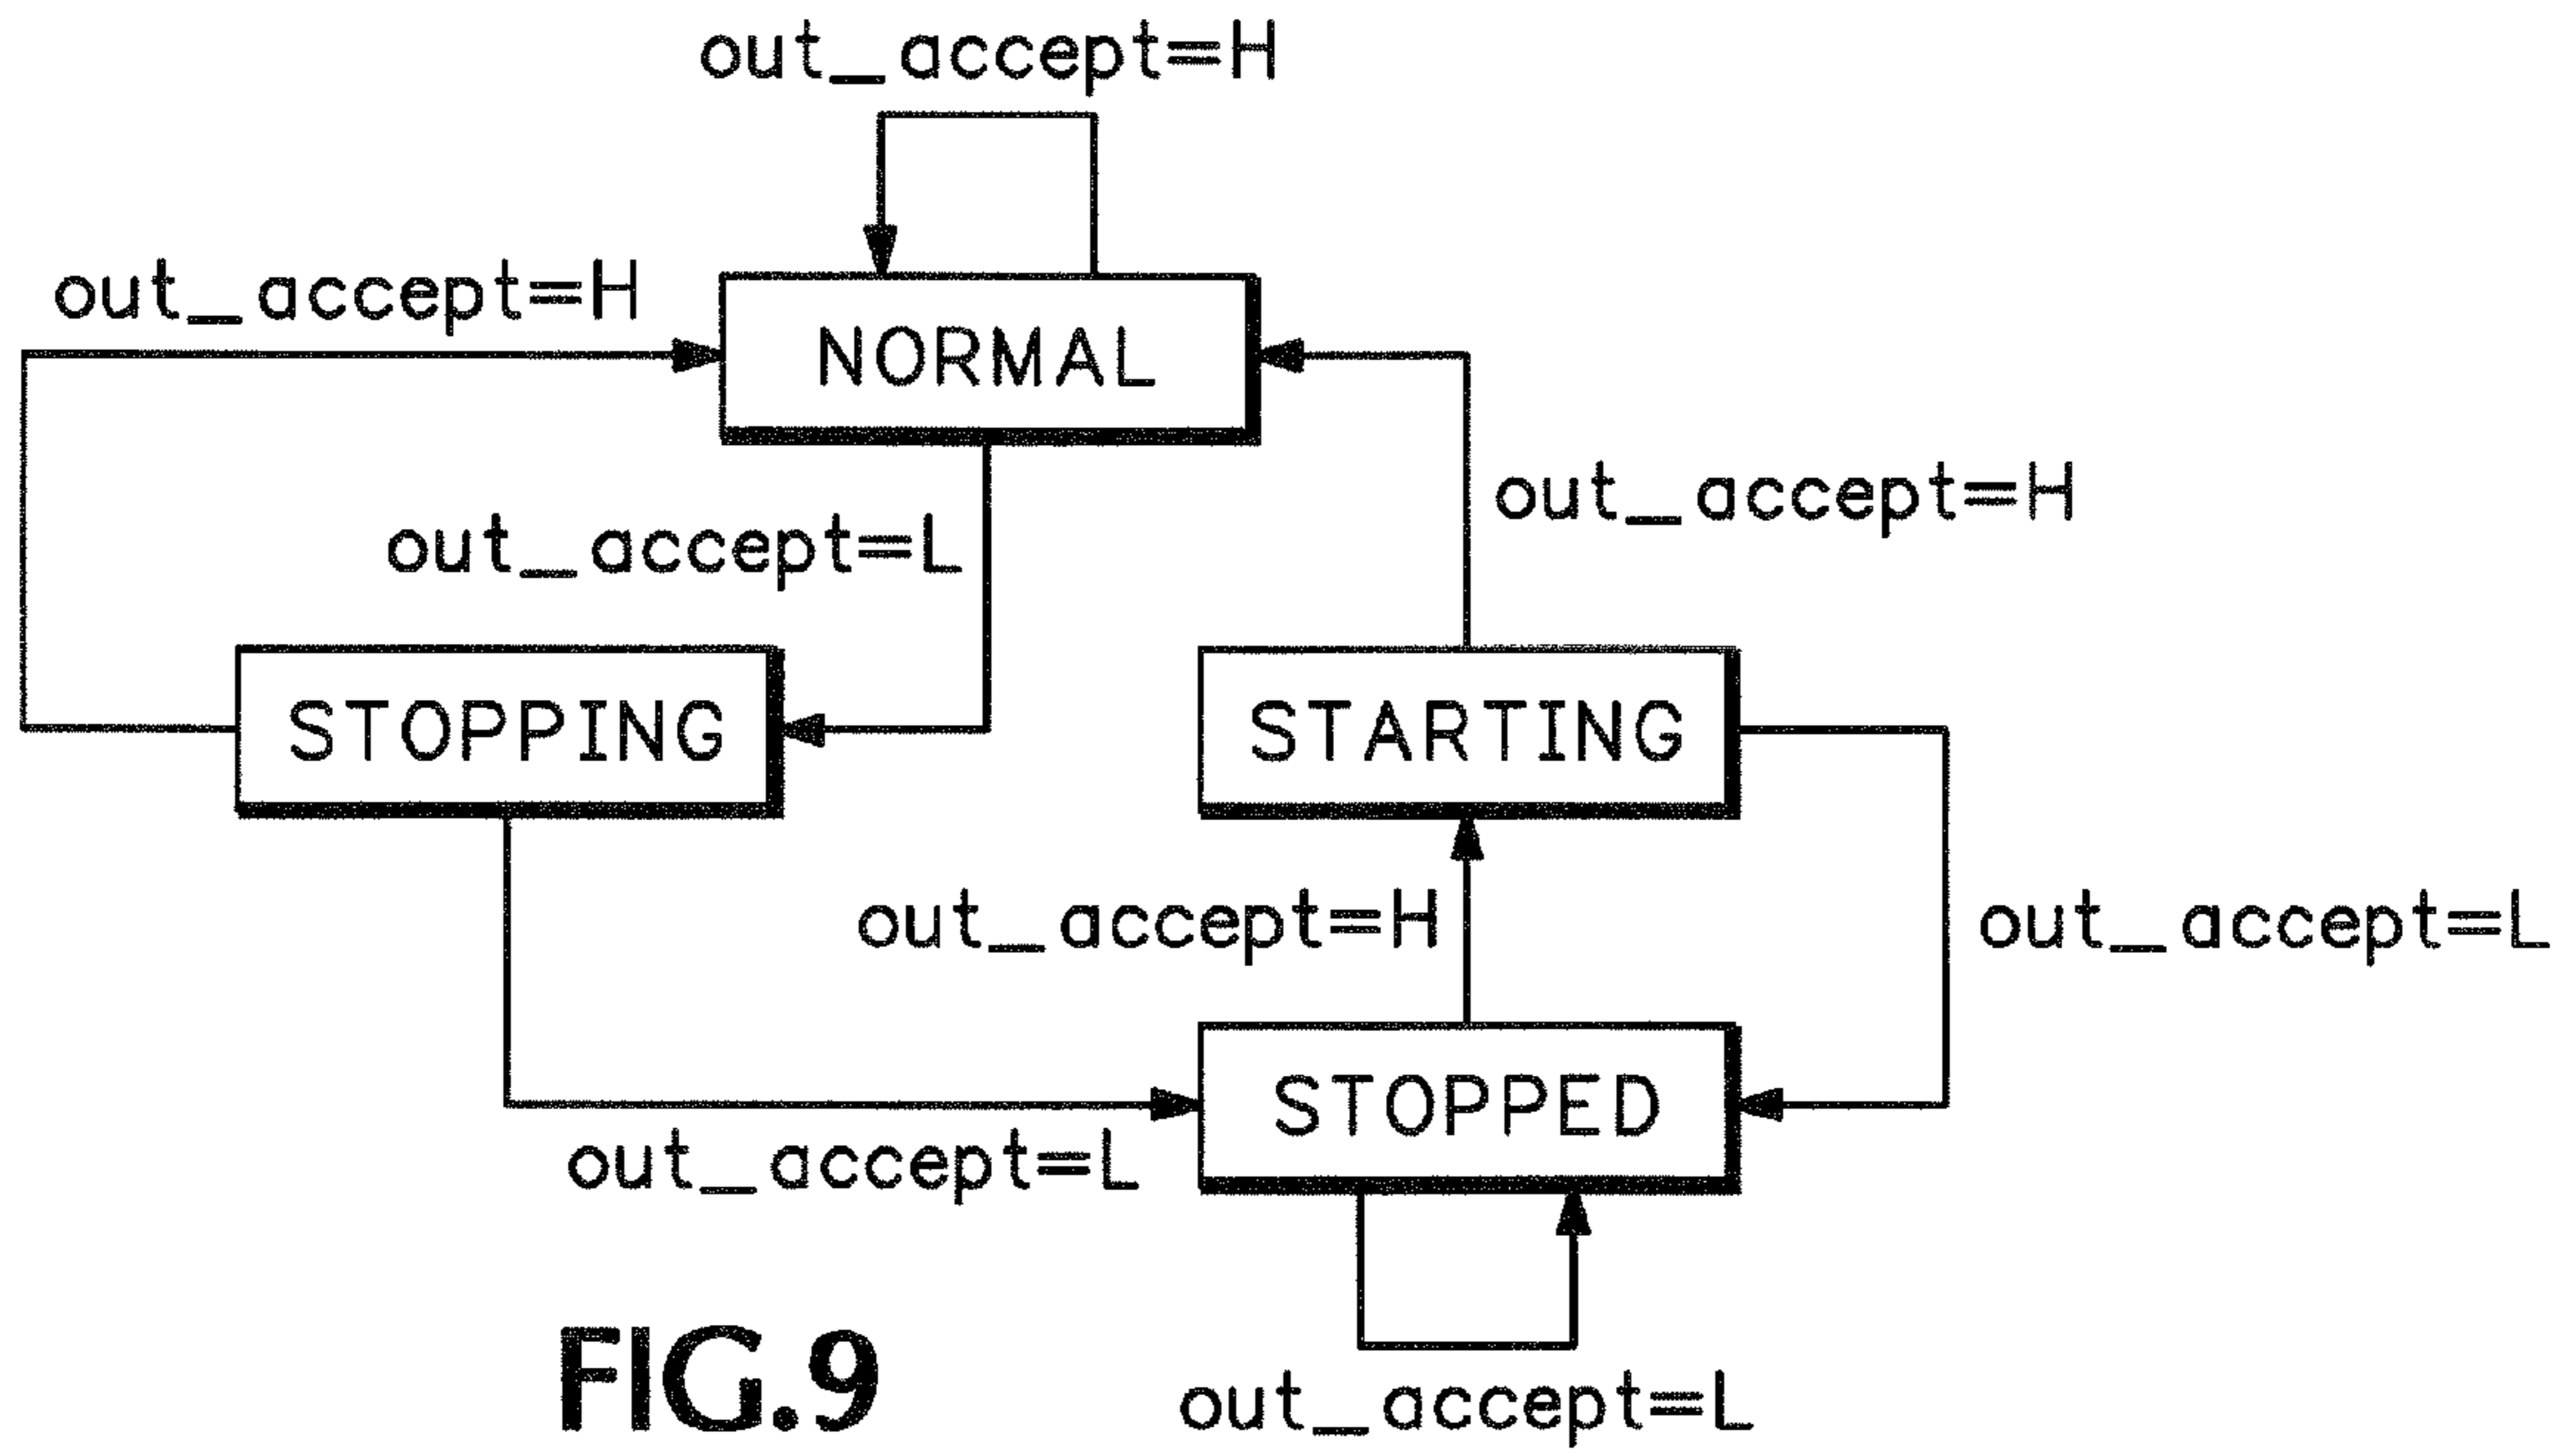 out_accept=H
out_accept=H
NORMAL
out_accept=H
out_accept=L
STOPPING
STARTING
out_accept=H
out_accept=L
STOPPED
out_accept=L
out_accept=L
FIG.9